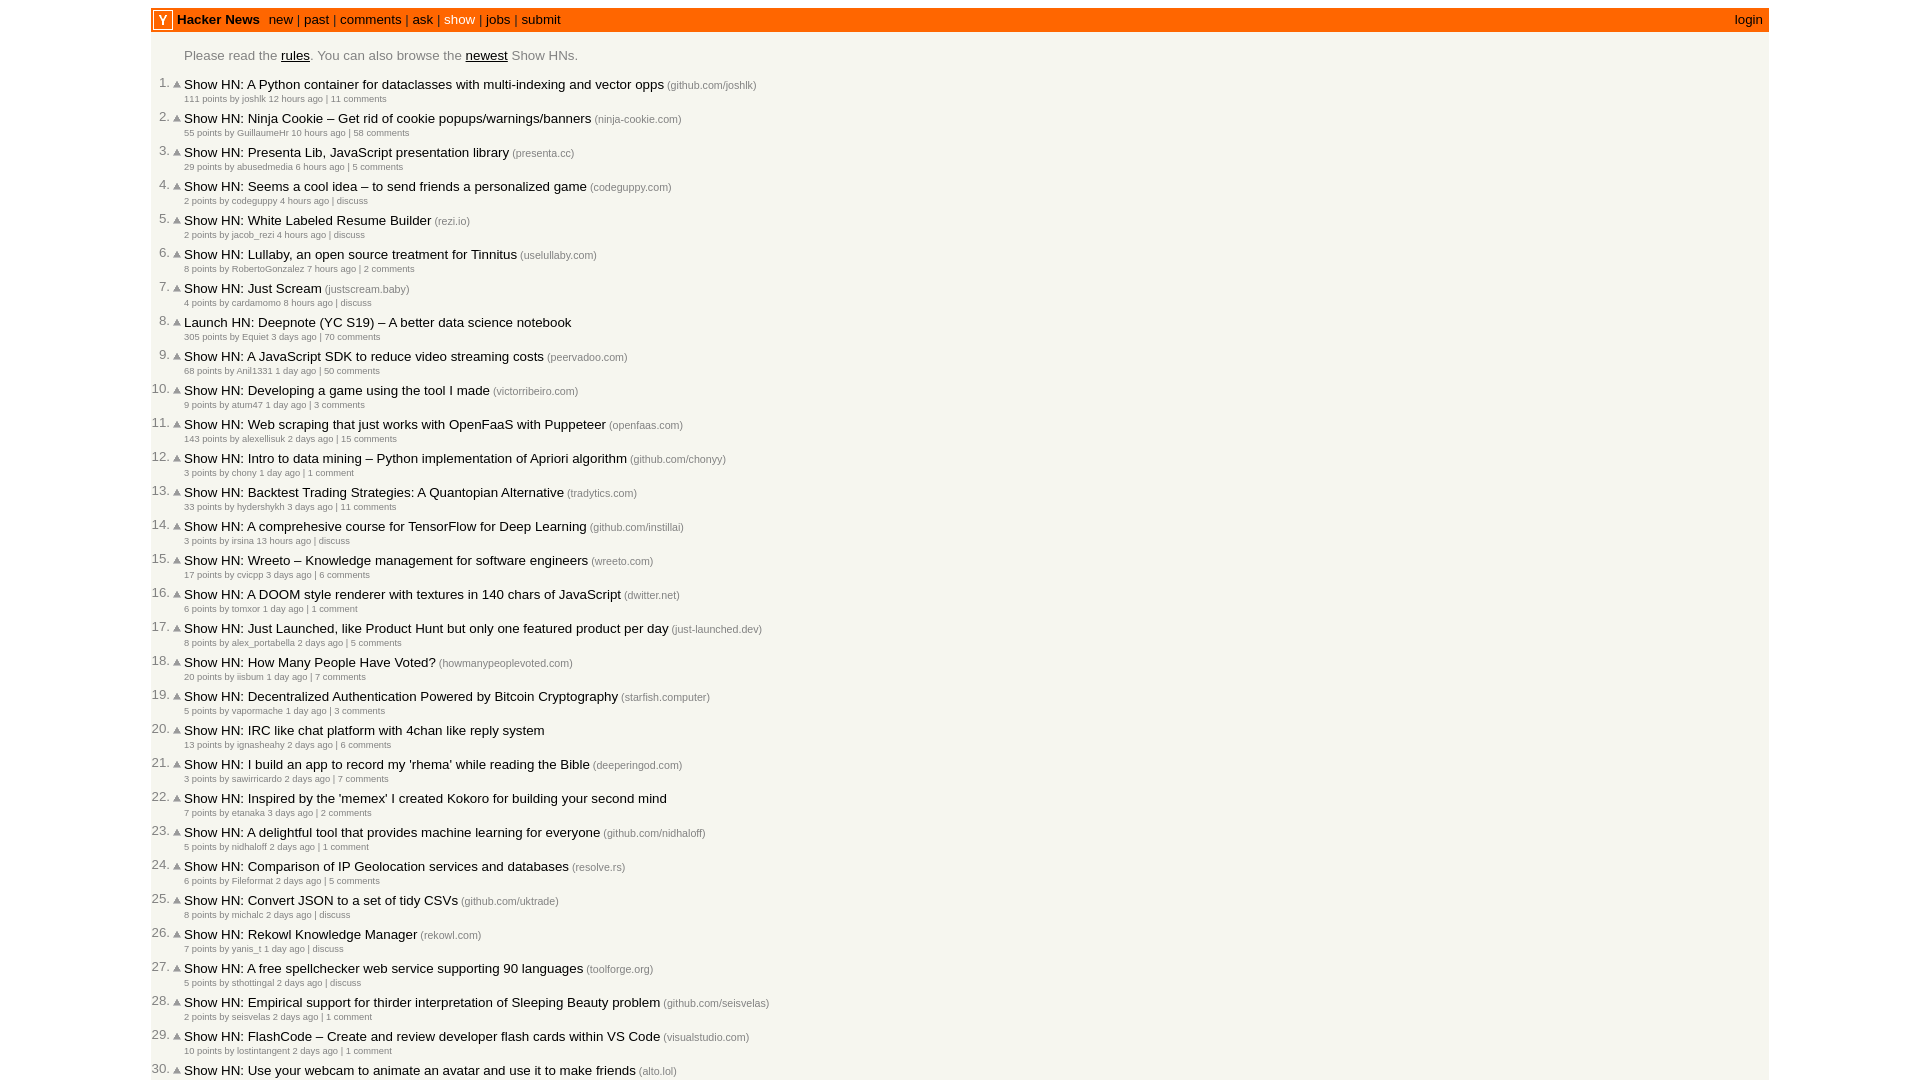 Y Hacker News new | past | comments | ask | show | jobs | submit login
Please read the rules. You can also browse the newest Show HNs.
1. Show HN: A Python container for dataclasses with multi-indexing and vector opps (github.com/joshlk)
111 points by joshlk 12 hours ago | 11 comments
2. Show HN: Ninja Cookie – Get rid of cookie popups/warnings/banners (ninja-cookie.com)
55 points by GuillaumeHr 10 hours ago | 58 comments
3. Show HN: Presenta Lib, JavaScript presentation library (presenta.cc)
29 points by abusedmedia 6 hours ago | 5 comments
4. Show HN: Seems a cool idea – to send friends a personalized game (codeguppy.com)
2 points by codeguppy 4 hours ago | discuss
5. Show HN: White Labeled Resume Builder (rezi.io)
2 points by jacob_rezi 4 hours ago | discuss
6. Show HN: Lullaby, an open source treatment for Tinnitus (uselullaby.com)
8 points by RobertoGonzalez 7 hours ago | 2 comments
7. Show HN: Just Scream (justscream.baby)
4 points by cardamomo 8 hours ago | discuss
8. Launch HN: Deepnote (YC S19) – A better data science notebook
305 points by Equiet 3 days ago | 70 comments
9. Show HN: A JavaScript SDK to reduce video streaming costs (peervadoo.com)
68 points by Anil1331 1 day ago | 50 comments
10. Show HN: Developing a game using the tool I made (victorribeiro.com)
9 points by atum47 1 day ago | 3 comments
11. Show HN: Web scraping that just works with OpenFaaS with Puppeteer (openfaas.com)
143 points by alexellisuk 2 days ago | 15 comments
12. Show HN: Intro to data mining – Python implementation of Apriori algorithm (github.com/chonyy)
3 points by chony 1 day ago | 1 comment
13. Show HN: Backtest Trading Strategies: A Quantopian Alternative (tradytics.com)
33 points by hydershykh 3 days ago | 11 comments
14. Show HN: A comprehesive course for TensorFlow for Deep Learning (github.com/instillai)
3 points by irsina 13 hours ago | discuss
15. Show HN: Wreeto – Knowledge management for software engineers (wreeto.com)
17 points by cvicpp 3 days ago | 6 comments
16. Show HN: A DOOM style renderer with textures in 140 chars of JavaScript (dwitter.net)
6 points by tomxor 1 day ago | 1 comment
17. Show HN: Just Launched, like Product Hunt but only one featured product per day (just-launched.dev)
8 points by alex_portabella 2 days ago | 5 comments
18. Show HN: How Many People Have Voted? (howmanypeoplevoted.com)
20 points by iisbum 1 day ago | 7 comments
19. Show HN: Decentralized Authentication Powered by Bitcoin Cryptography (starfish.computer)
5 points by vapormache 1 day ago | 3 comments
20. Show HN: IRC like chat platform with 4chan like reply system
13 points by ignasheahy 2 days ago | 6 comments
21. Show HN: I build an app to record my 'rhema' while reading the Bible (deeperingod.com)
3 points by sawirricardo 2 days ago | 7 comments
22. Show HN: Inspired by the 'memex' I created Kokoro for building your second mind
7 points by etanaka 3 days ago | 2 comments
23. Show HN: A delightful tool that provides machine learning for everyone (github.com/nidhaloff)
5 points by nidhaloff 2 days ago | 1 comment
24. Show HN: Comparison of IP Geolocation services and databases (resolve.rs)
6 points by Fileformat 2 days ago | 5 comments
25. Show HN: Convert JSON to a set of tidy CSVs (github.com/uktrade)
8 points by michalc 2 days ago | discuss
26. Show HN: Rekowl Knowledge Manager (rekowl.com)
7 points by yanis_t 1 day ago | discuss
27. Show HN: A free spellchecker web service supporting 90 languages (toolforge.org)
5 points by sthottingal 2 days ago | discuss
28. Show HN: Empirical support for thirder interpretation of Sleeping Beauty problem (github.com/seisvelas)
2 points by seisvelas 2 days ago | 1 comment
29. Show HN: FlashCode – Create and review developer flash cards within VS Code (visualstudio.com)
10 points by lostintangent 2 days ago | 1 comment
30. Show HN: Use your webcam to animate an avatar and use it to make friends (alto.lol)